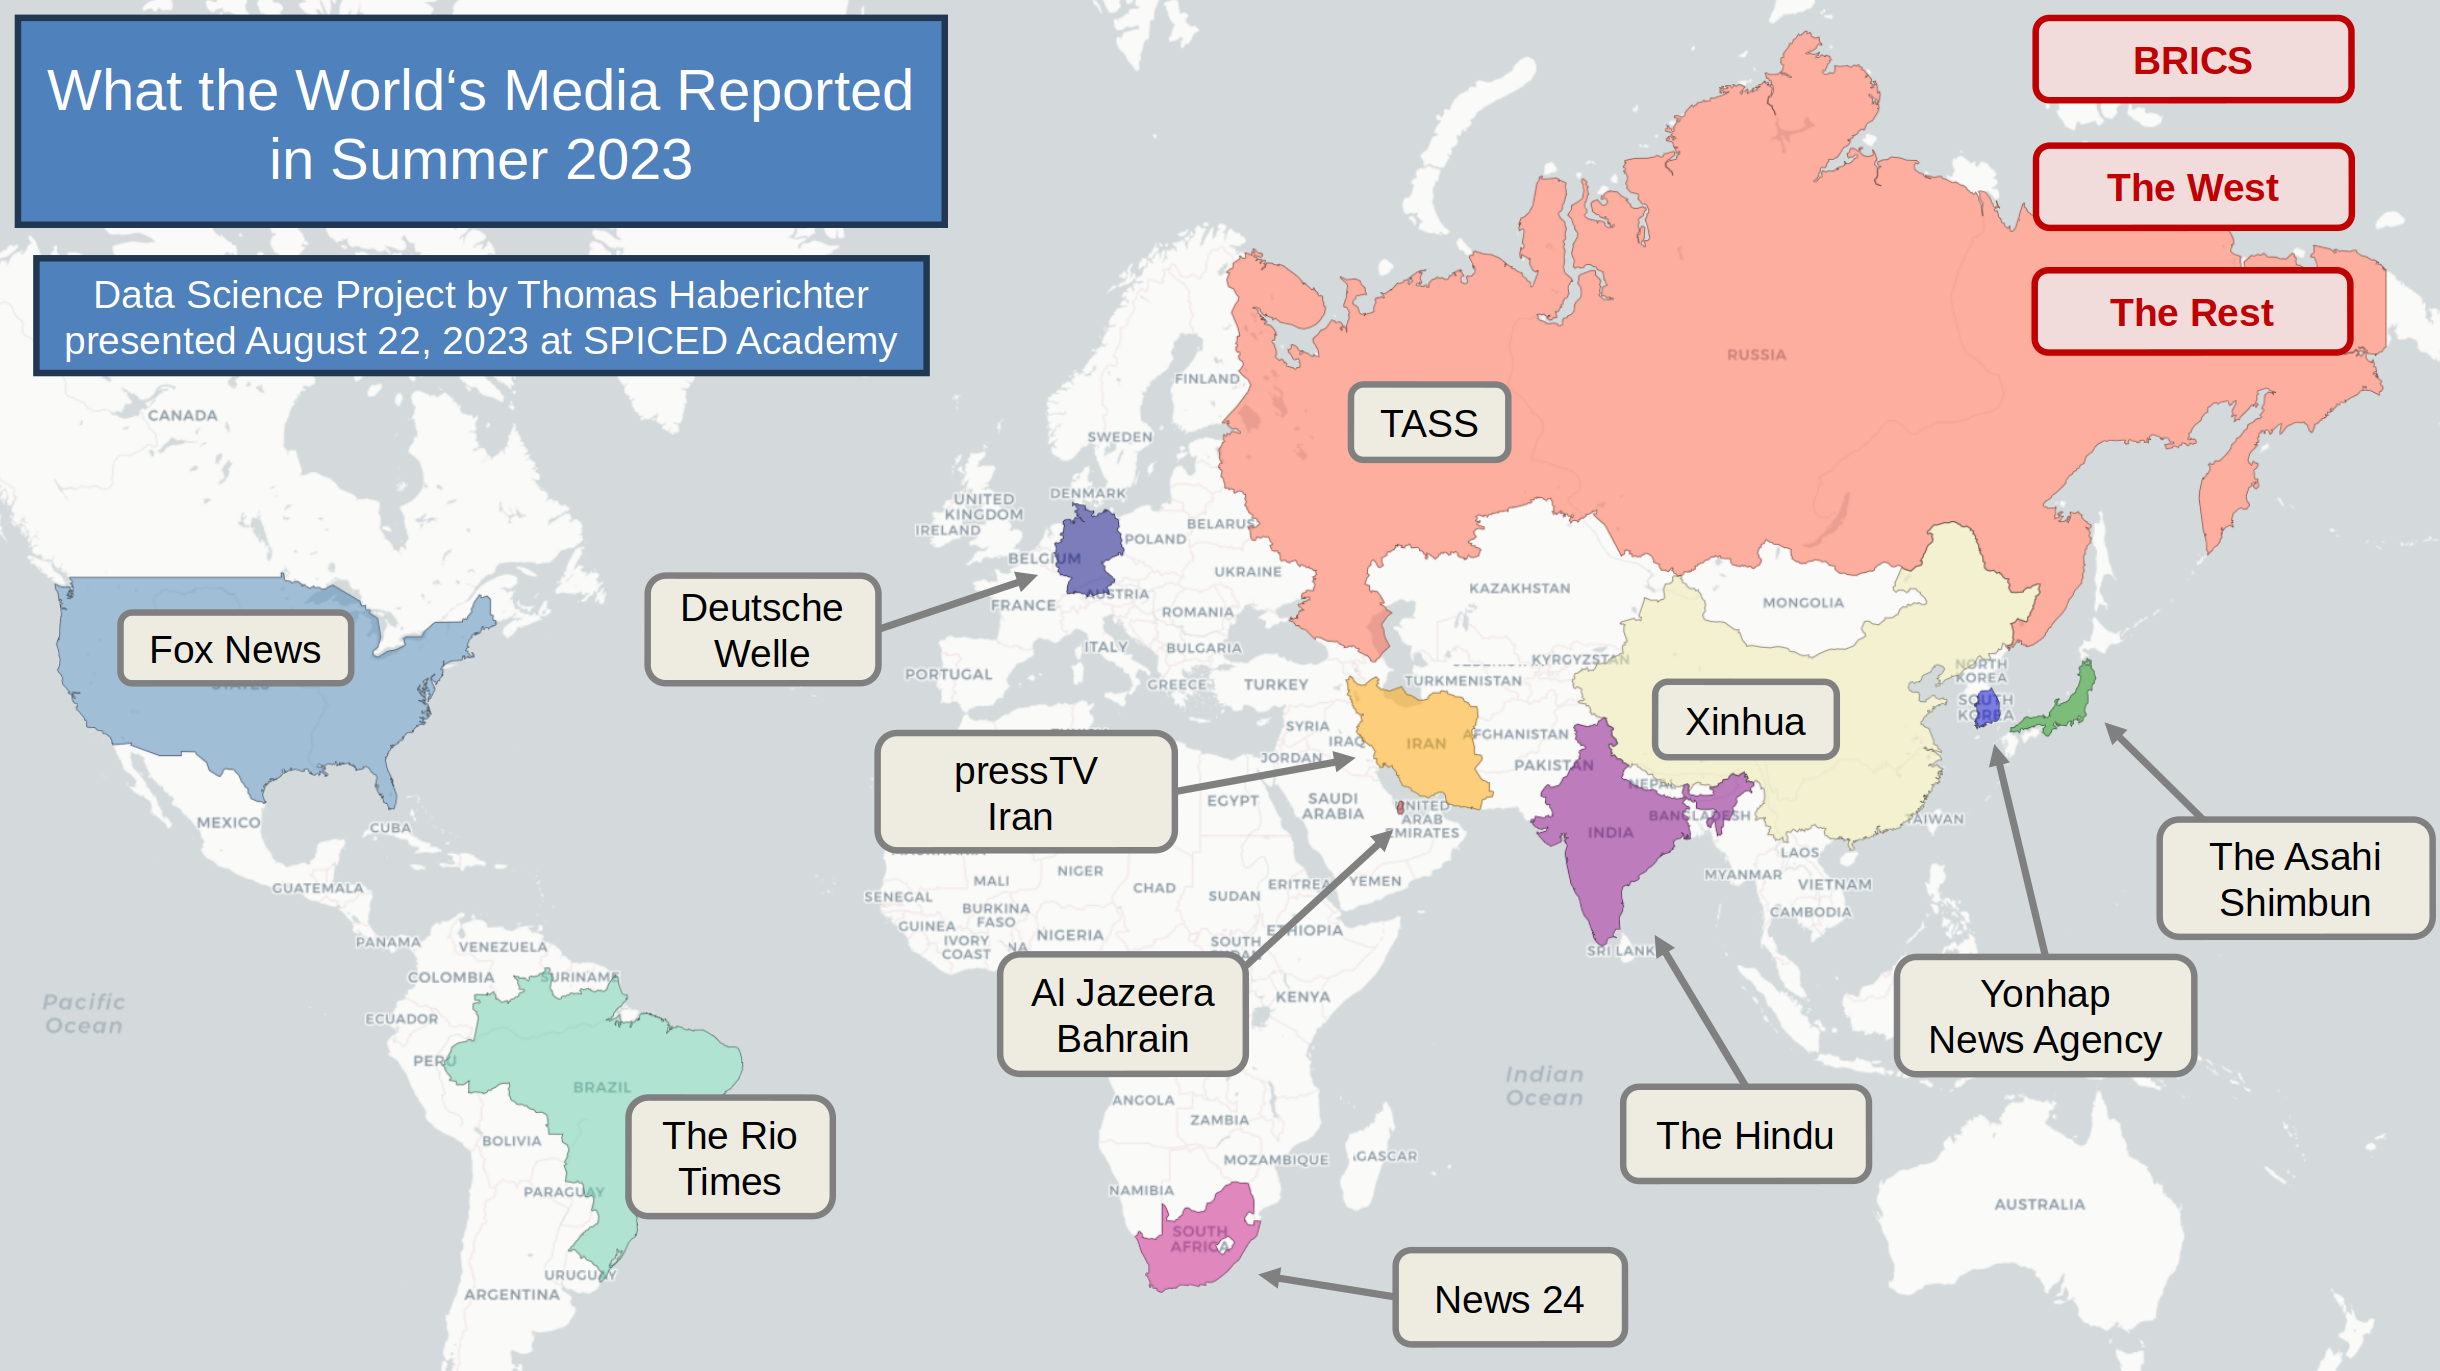 What the World‘s Media Reported
in Summer 2023
Data Science Project by Thomas Haberichter
presented August 22, 2023 at SPICED Academy
BRICS
The West
The Rest
RUSSIA
FINLAND
CANADA
TASS
SWEDEN
DENMARK
UNITED
KINGDOM
IRELAND
BELARUS
POLAND
BELGIUM
UKRAINE
KAZAKHSTAN
AUSTRIA
FRANCE
ROMANIA
MONGOLIA
Deutsche
Welle
Fox News
ITALY
BULGARIA
KYRGYZSTAN
NORTH
KOREA
PORTUGAL
GREECE
TURKEY
TURKMENISTAN
SOUTH
KOREA
Xinhua
SYRIA
IRAQ
IRAN
AFGHANISTAN
JORDAN
PAKISTAN
pressTV
Iran
NEPAL
EGYPT
SAUDI
ARABIA
UNITED
ARAB
EMIRATES
BANGLADESH
INDIA
TAIWAN
MEXICO
CUBA
LAOS
The Asahi
Shimbun
GUATEMALA
NIGER
MALI
CHAD
SUDAN
ERITREA
YEMEN
MYANMAR
VIETNAM
SENEGAL
BURKINA
FASO
CAMBODIA
GUINEA
IVORY
COAST
NIGERIA
SOUTH
ETHIOPIA
PANAMA
VENEZUELA
SRI LANK
COLOMBIA
SURINAME
Al Jazeera
Bahrain
KENYA
Yonhap
News Agency
Pacific
Ocean
ECUADOR
PERU
BRAZIL
Indian
Ocean
ANGOLA
ZAMBIA
The Rio
Times
The Hindu
BOLIVIA
MOZAMBIQUE
GASCAR
PARAGUAY
NAMIBIA
AUSTRALIA
SOUTH
AFRICA
URUGUAY
ARGENTINA
News 24